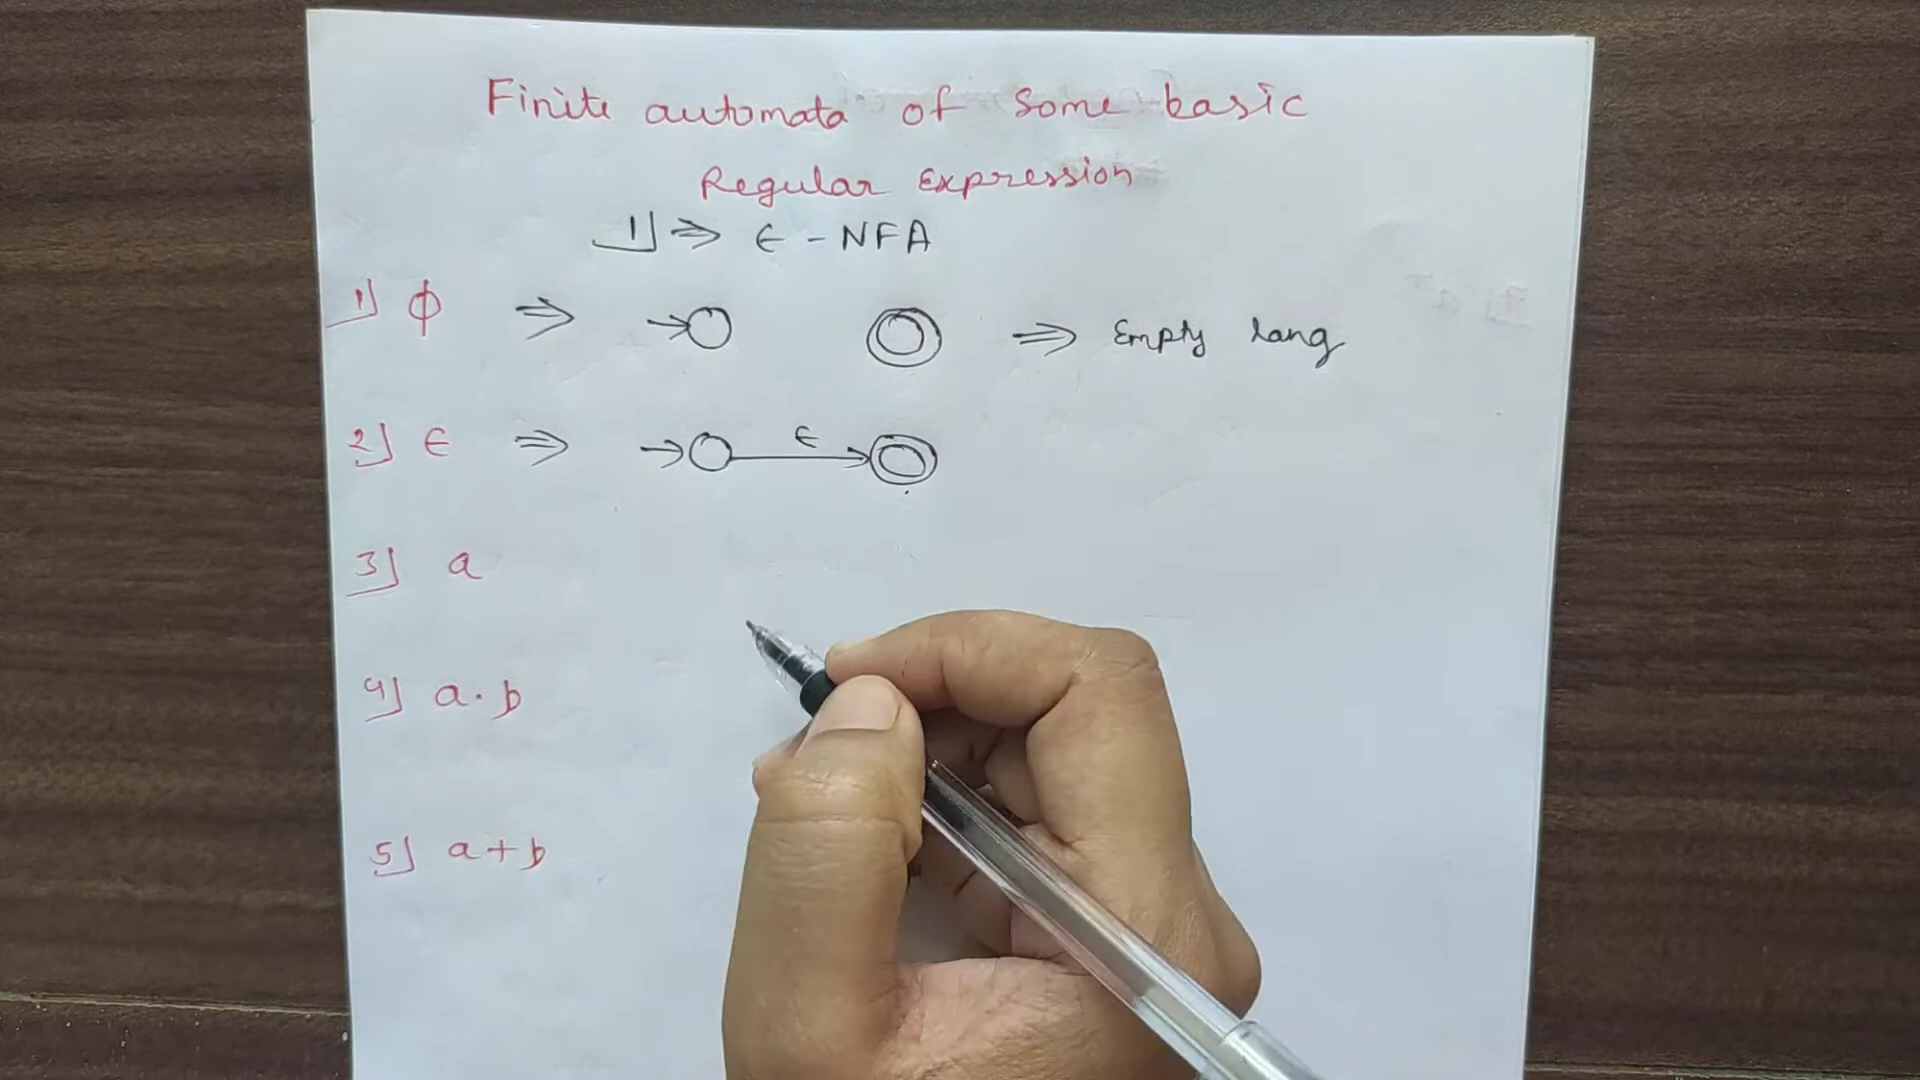 Finite automata of Some basic
Regular Expression
1) ⇒ ϵ - NFA
1) ϕ ⇒ → ⇒ Empty lang
2) ϵ ⇒ → ϵ
3) a
4) a . b
5) a + b